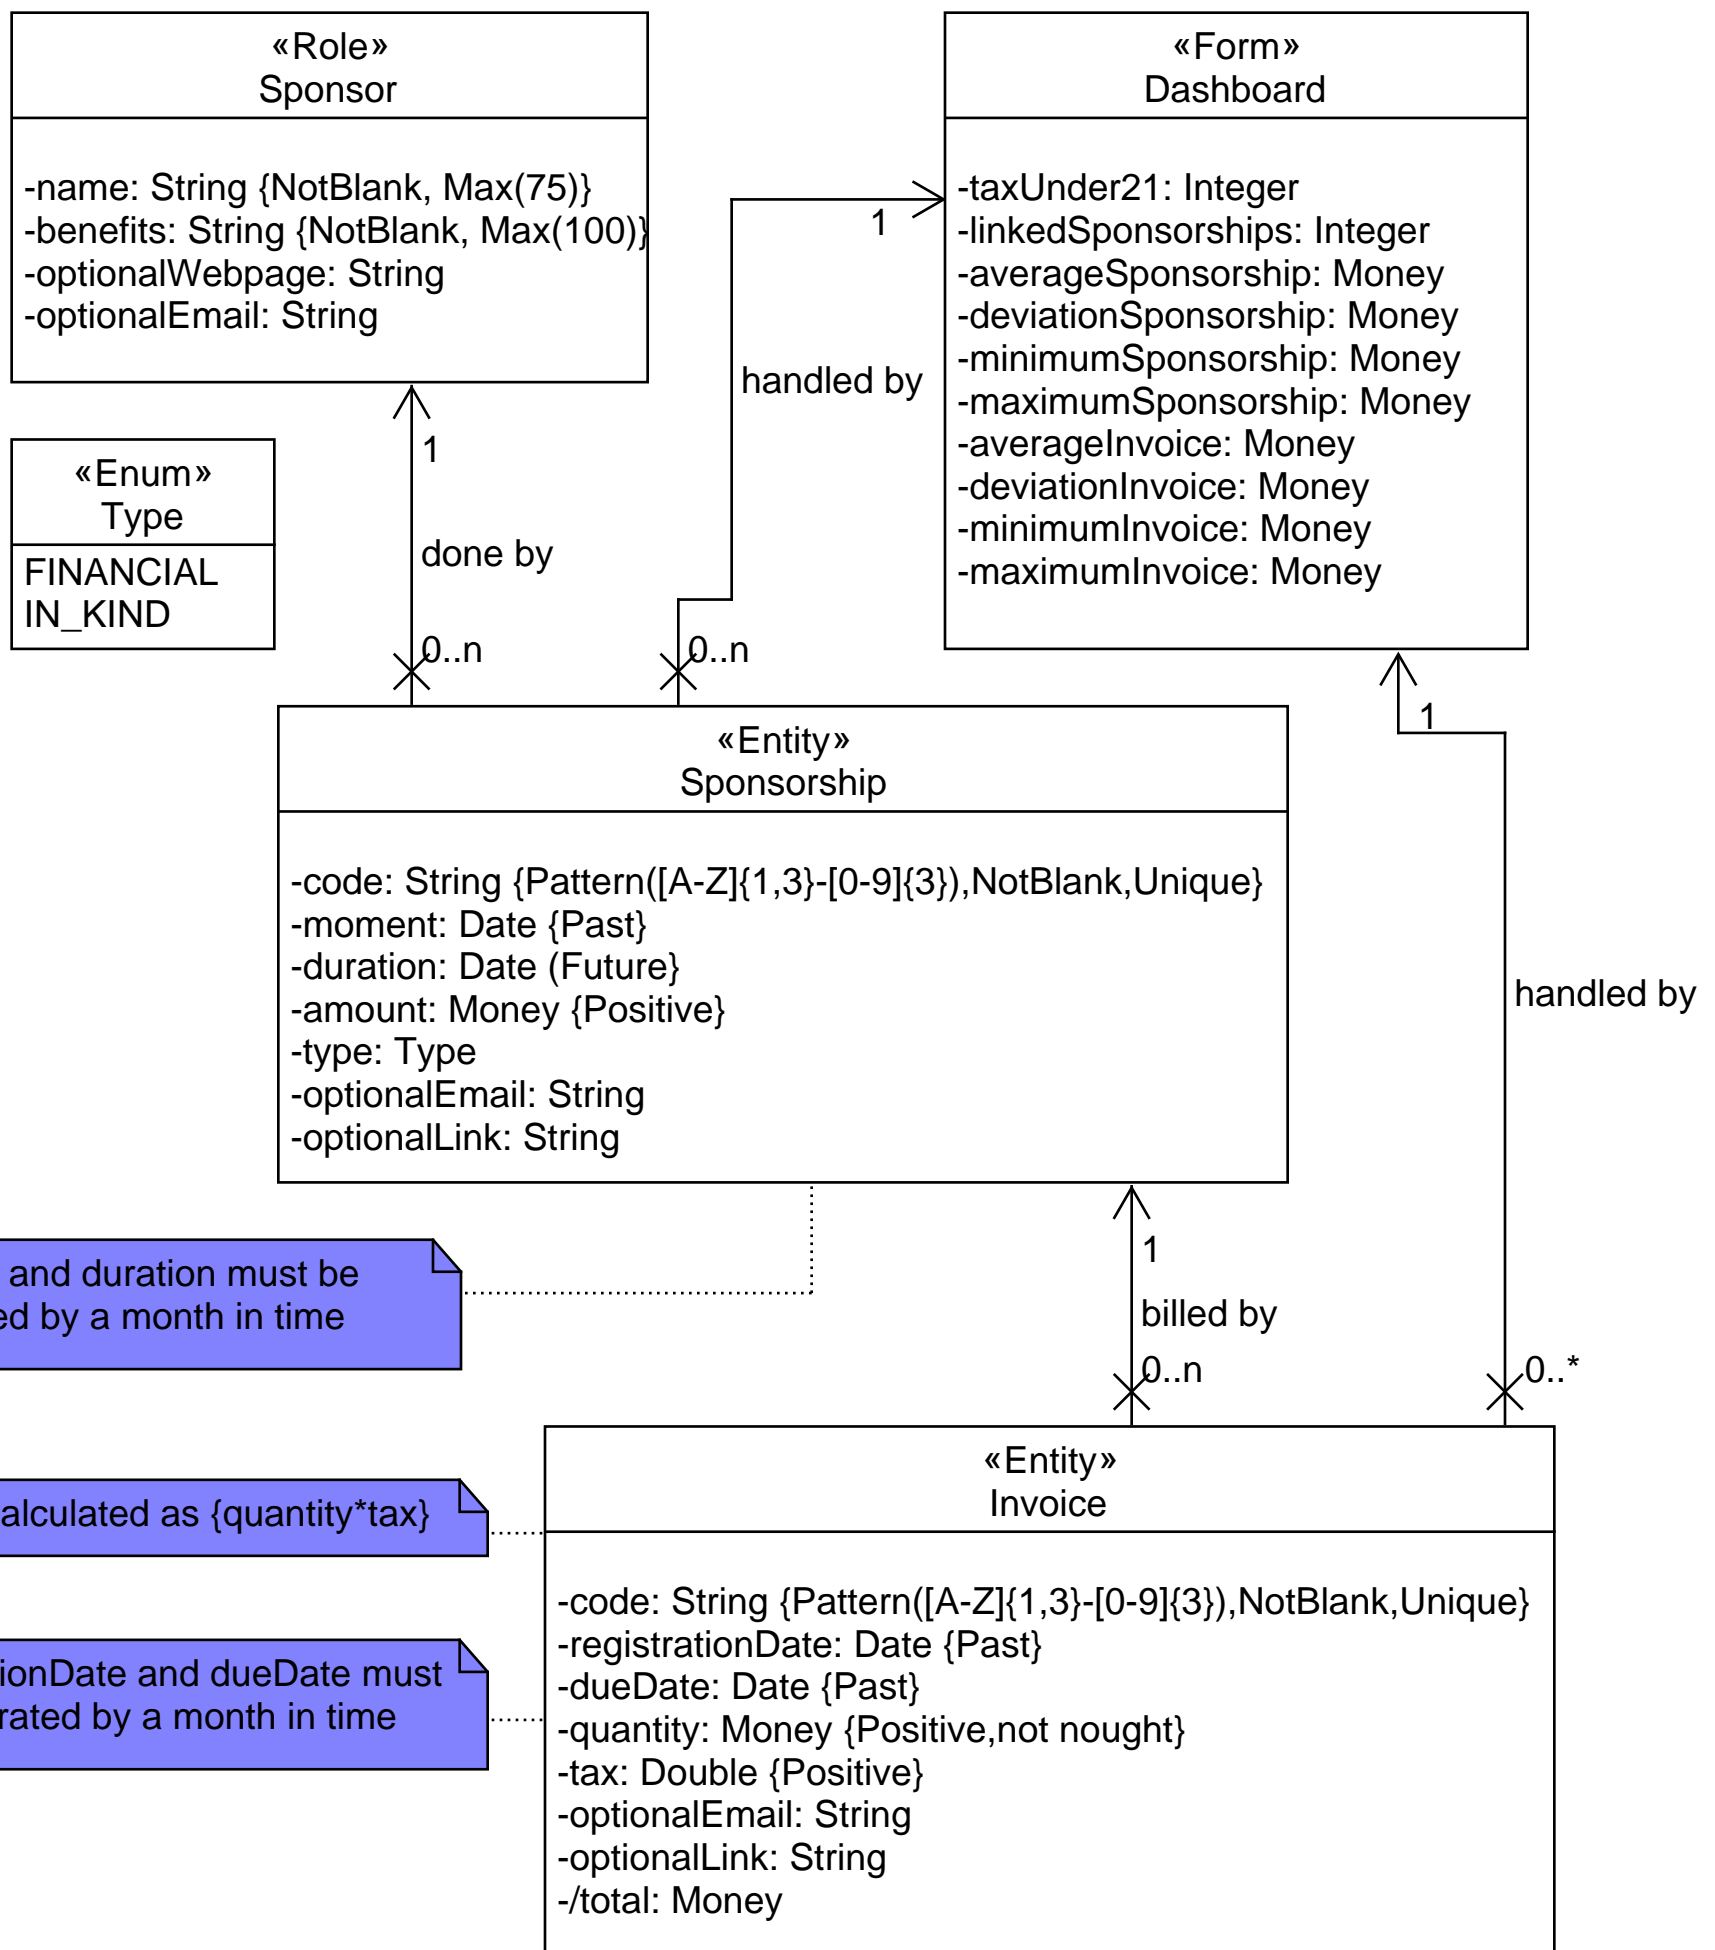 «Role»
Sponsor
-name: String {NotBlank, Max(75)}
-benefits: String {NotBlank, Max(100)}
-optionalWebpage: String
-optionalEmail: String
«Form»
Dashboard
-taxUnder21: Integer
-linkedSponsorships: Integer
-averageSponsorship: Money
-deviationSponsorship: Money
-minimumSponsorship: Money
-maximumSponsorship: Money
-averageInvoice: Money
-deviationInvoice: Money
-minimumInvoice: Money
-maximumInvoice: Money
1
handled by
0..n
1
done by
0..n
«Enum»
Type
FINANCIAL
IN_KIND
1
handled by
0..*
«Entity»
Sponsorship
-code: String {Pattern([A-Z]{1,3}-[0-9]{3}),NotBlank,Unique}
-moment: Date {Past}
-duration: Date (Future}
-amount: Money {Positive}
-type: Type
-optionalEmail: String
-optionalLink: String
and duration must be
by a month in time
1
billed by
0..n
as {quantity*tax}
and dueDate must
by a month in time
«Entity»
Invoice
-code: String {Pattern([A-Z]{1,3}-[0-9]{3}),NotBlank,Unique}
-registrationDate: Date {Past}
-dueDate: Date {Past}
-quantity: Money {Positive,not nought}
-tax: Double {Positive}
-optionalEmail: String
-optionalLink: String
-/total: Money